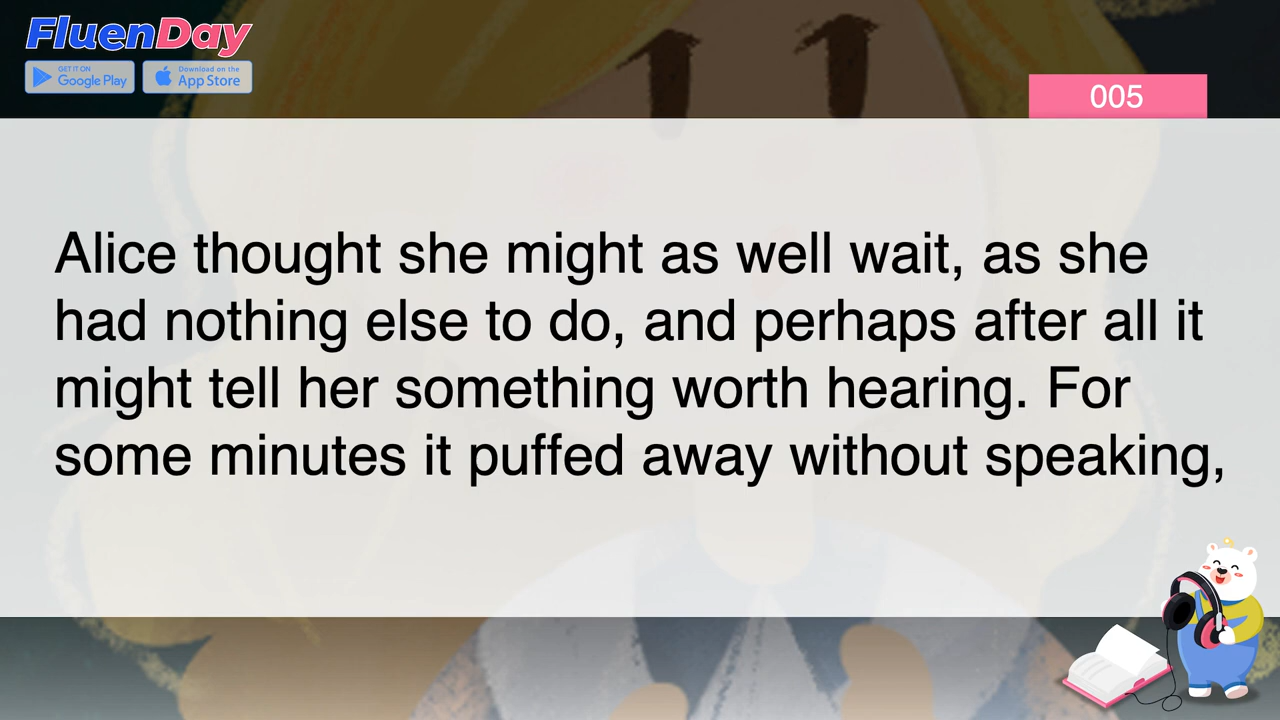 FluenDay
GET IT ON
Google Play
Download on the
App Store
005
Alice thought she might as well wait, as she
had nothing else to do, and perhaps after all it
might tell her something worth hearing. For
some minutes it puffed away without speaking,